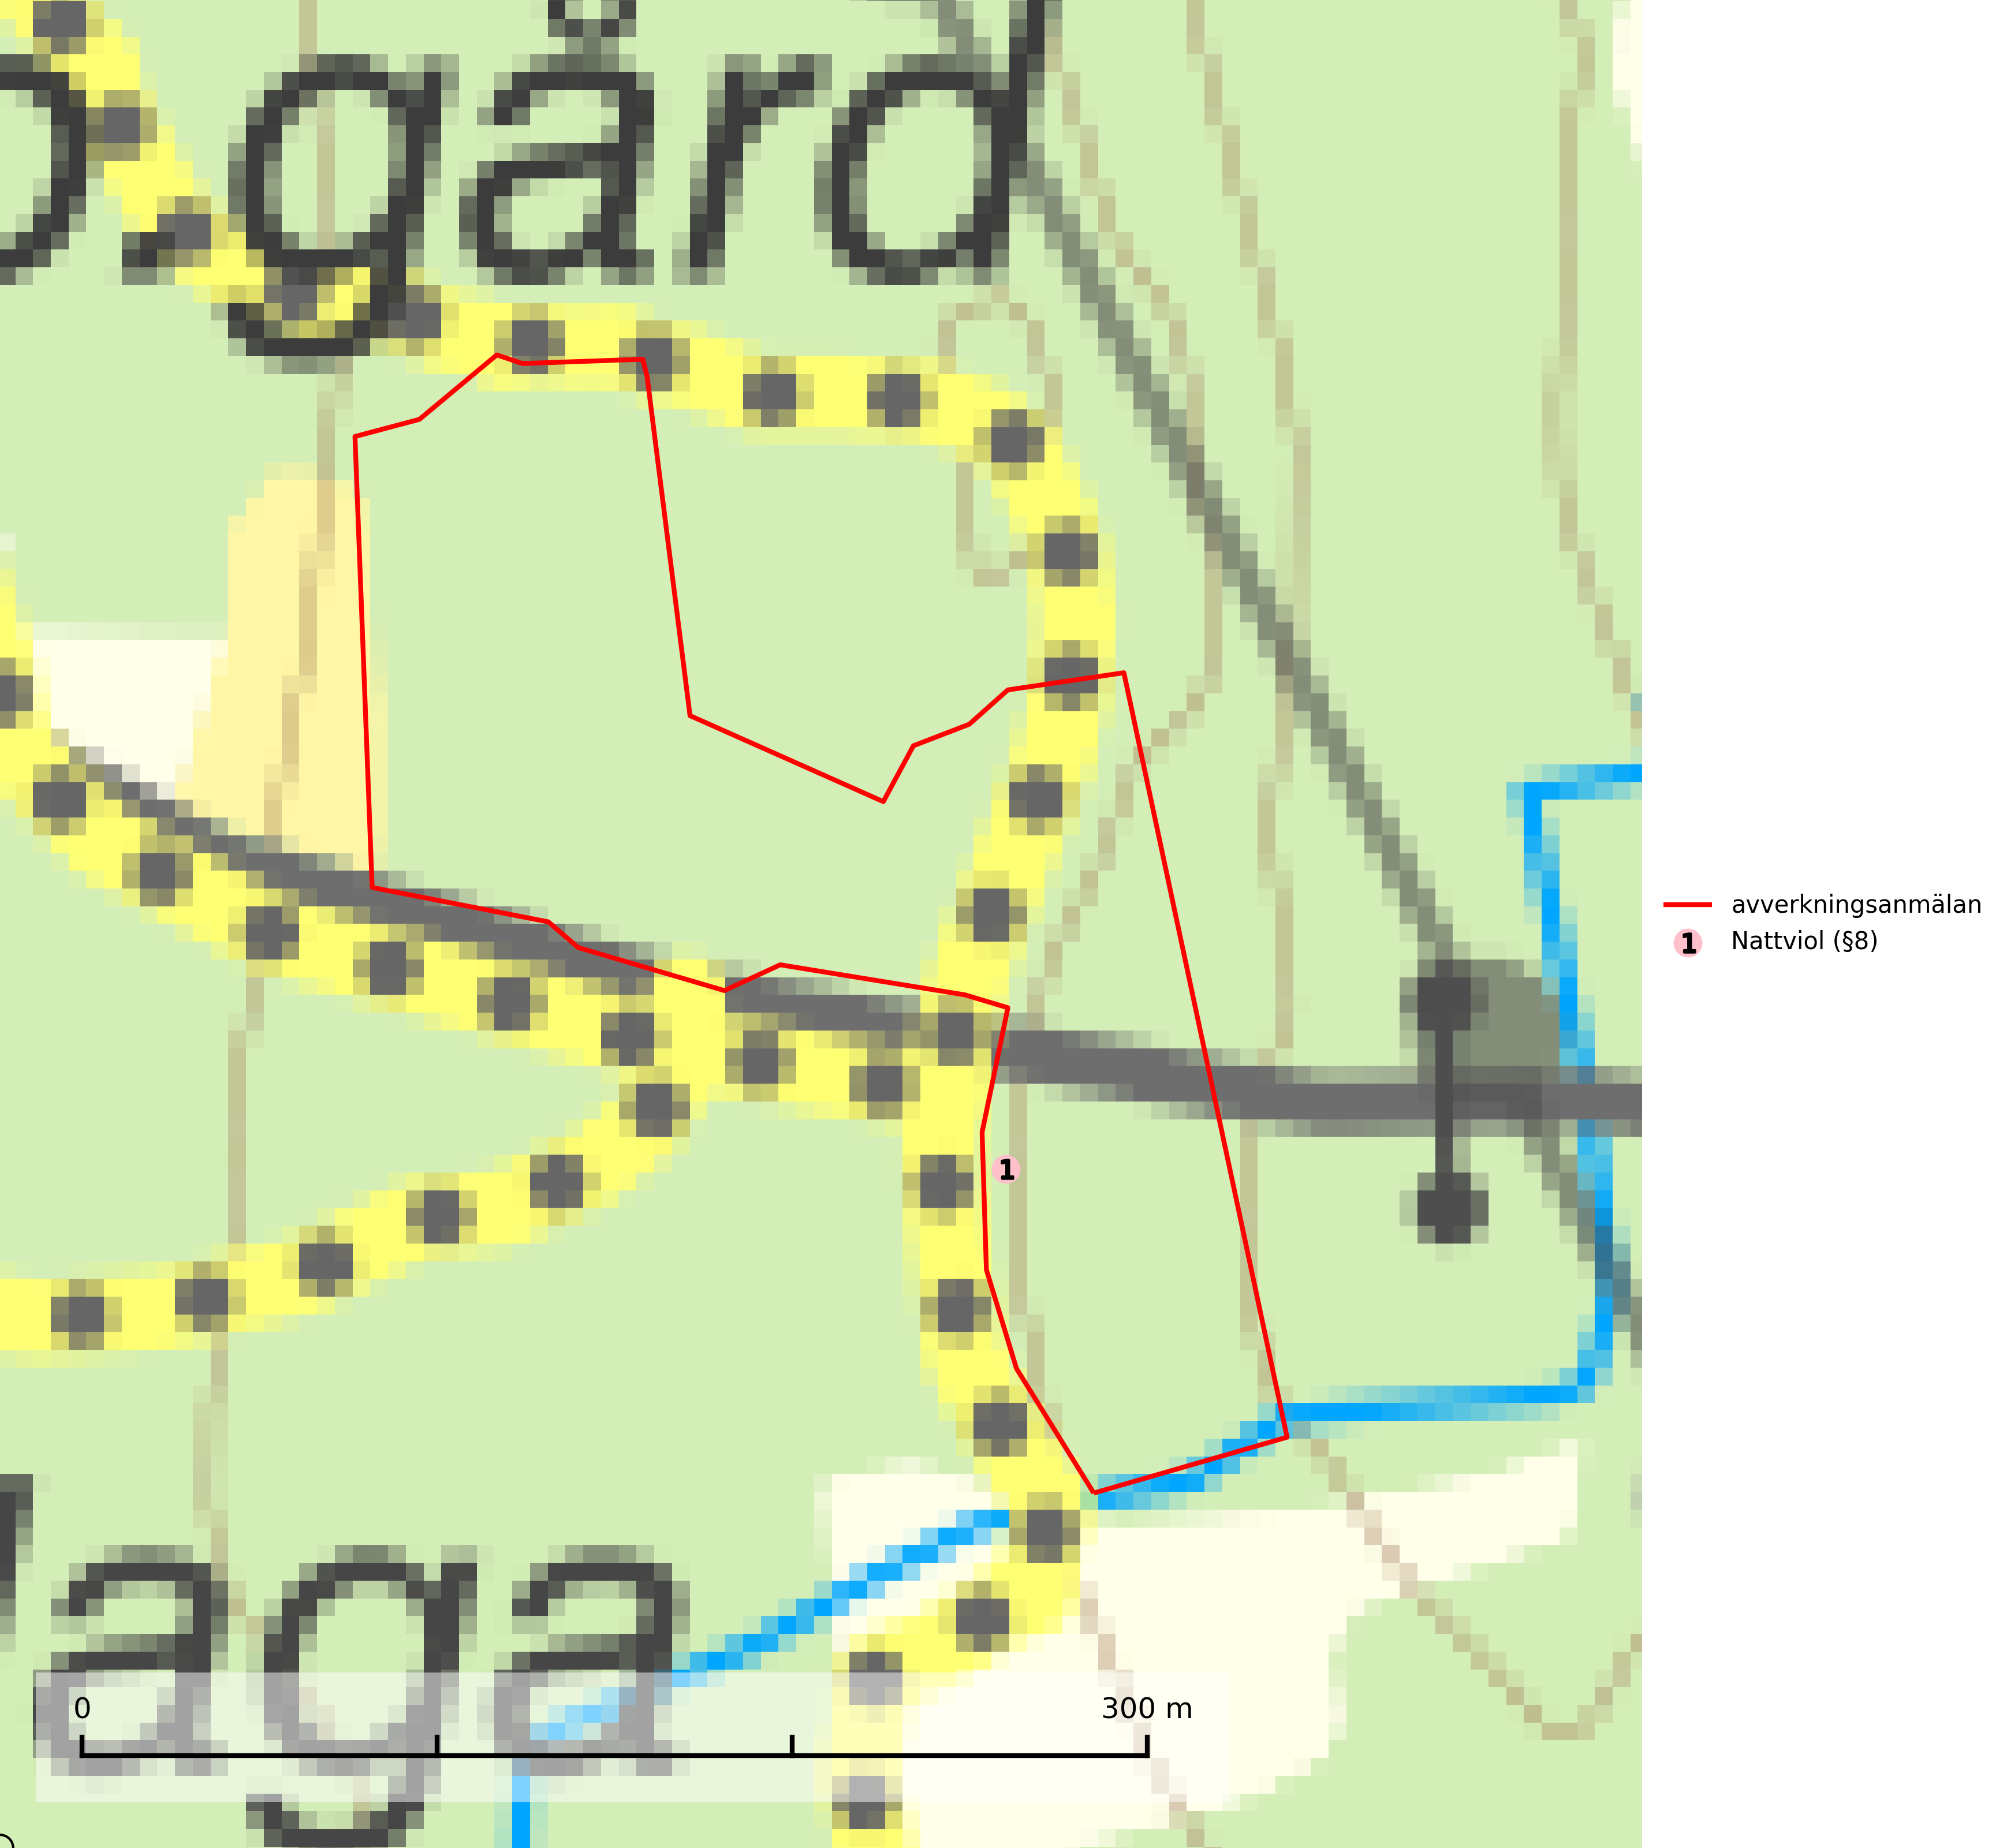 gård
avverkningsanmälan
1 Nattviol (§8)
1
aga
0 300 m